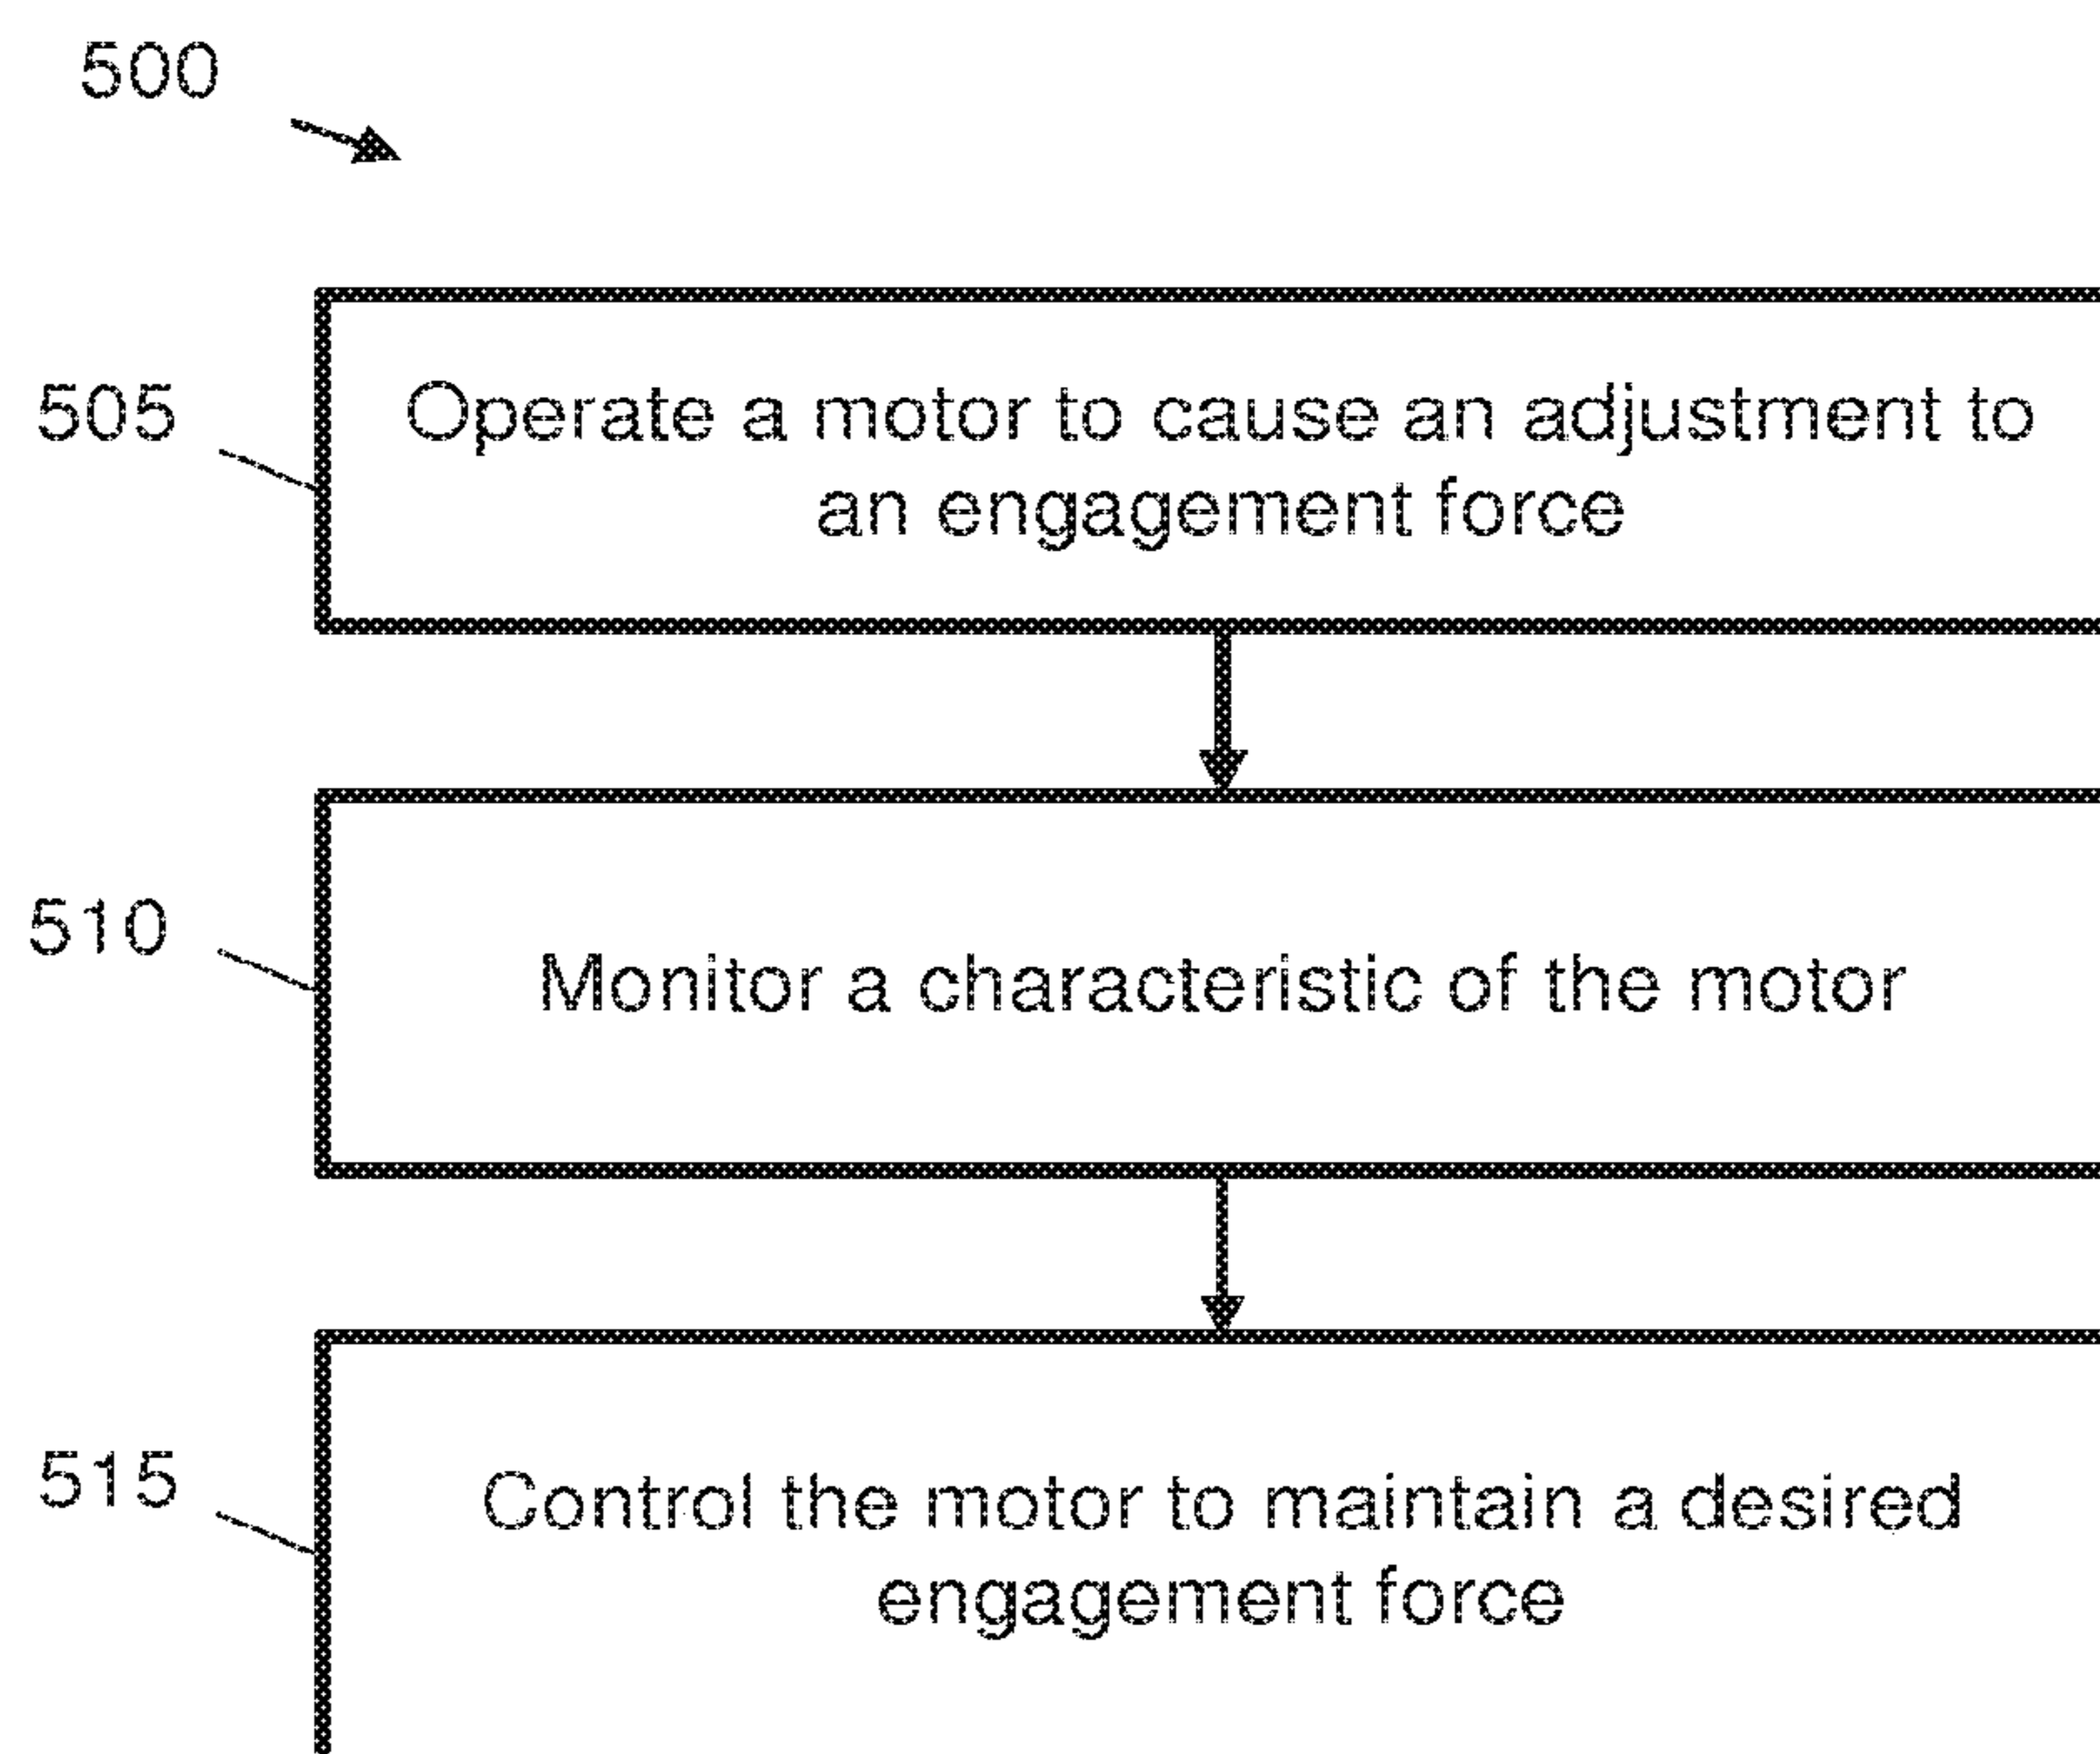 500
505
Operate a motor to cause an adjustment to
an engagement force
510
Monitor a characteristic of the motor
515
Control the motor to maintain a desired
engagement force